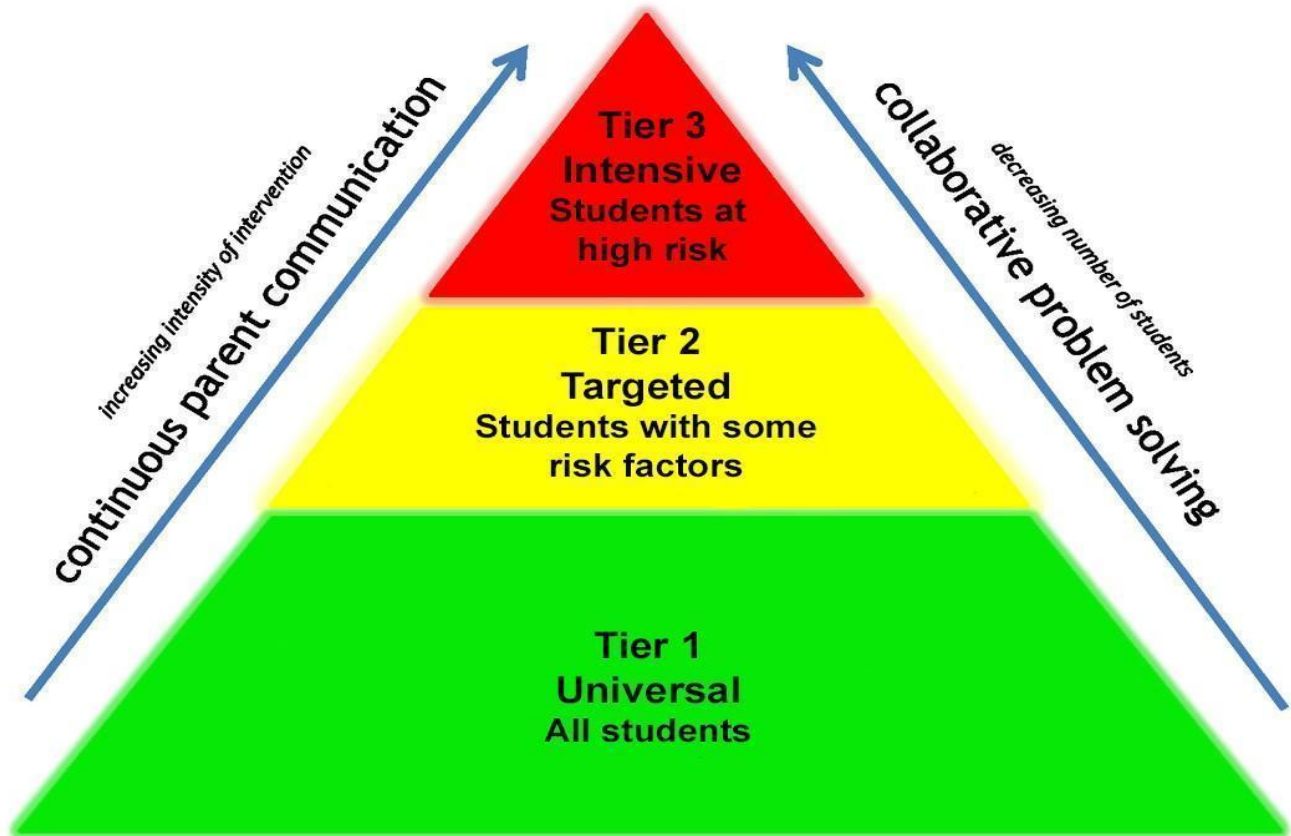 increasing intensity of intervention
continuous parent communication
collaborative problem solving
decreasing number of students
Tier 3
Intensive
Students at
high risk
Tier 2
Targeted
Students with some
risk factors
Tier 1
Universal
All students